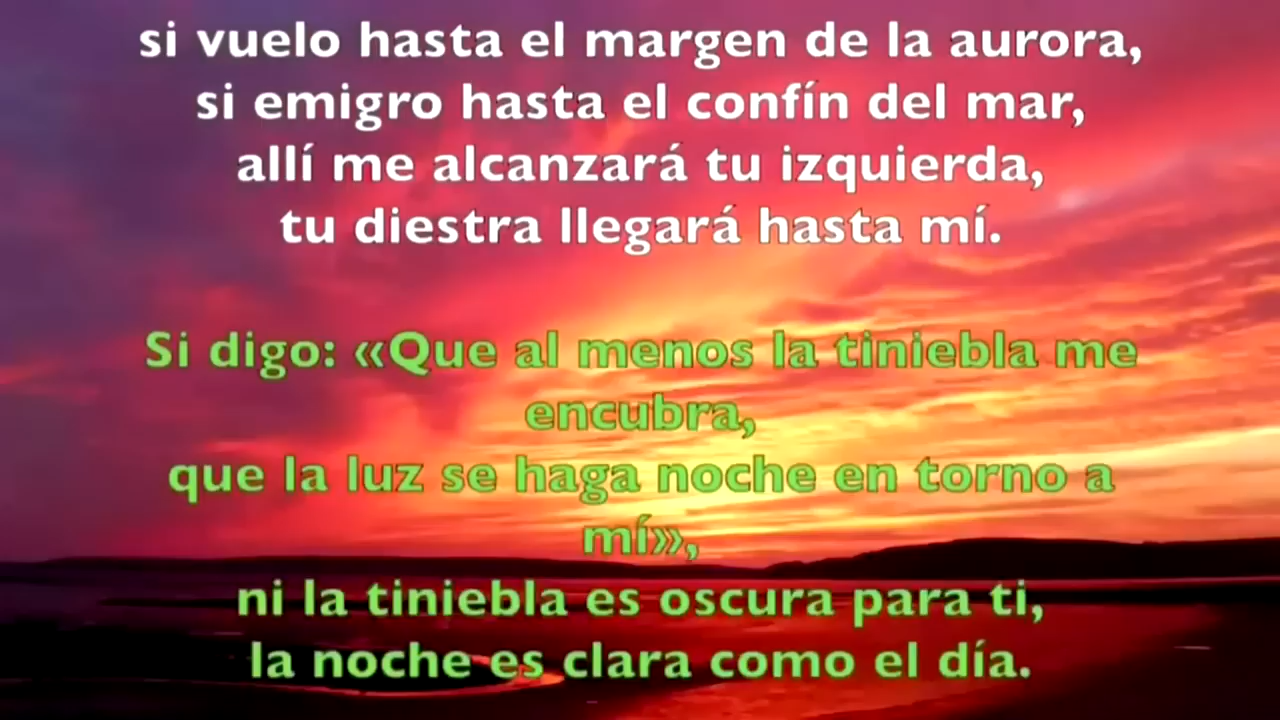 si vuelo hasta el margen de la aurora,
si emigro hasta el confín del mar,
allí me alcanzará tu izquierda,
tu diestra llegará hasta mí.
Si digo: «Que al menos la tiniebla me
encubra,
que la luz se haga noche en torno a
mí»,
ni la tiniebla es oscura para ti,
la noche es clara como el día.